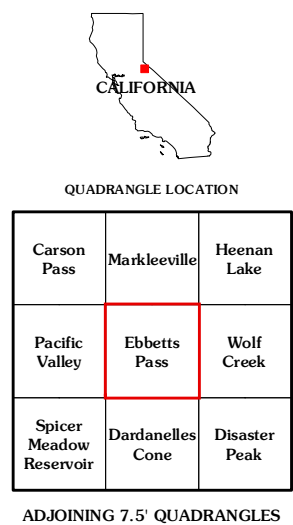 CALIFORNIA
QUADRANGLE LOCATION
Carson
Pass
Markleeville
Heenan
Lake
Pacific
Valley
Ebbetts
Pass
Wolf
Creek
Spicer
Meadow
Reservoir
Dardanelles
Cone
Disaster
Peak
ADJOINING 7.5' QUADRANGLES